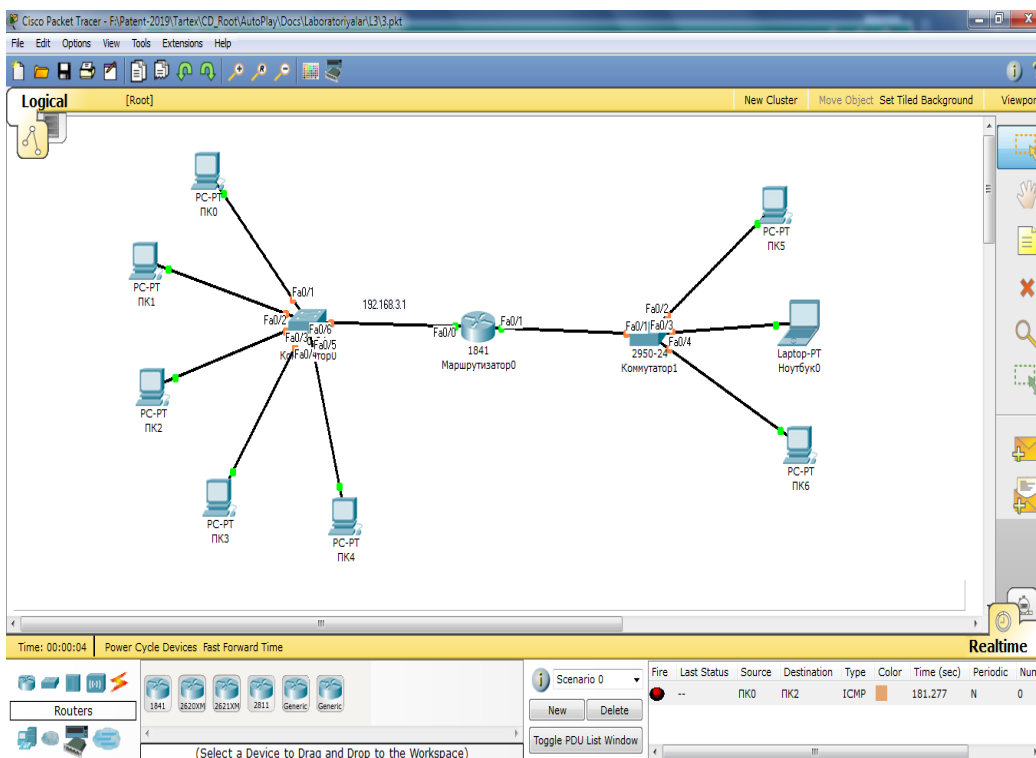 Cisco Packet Tracer - F:\Patent-2019\Tartex\CD_Root\AutoPlay\Docs\Laboratoriyalar\L3\3.pkt
File Edit Options View Tools Extensions Help
Logical [Root] New Cluster Move Object Set Tiled Background Viewpor
PC-PT
ПК0
PC-PT
ПК1
PC-PT
ПК2
PC-PT
ПК3
PC-PT
ПК4
Fa0/1
Fa0/2
Fa0/6
Fa0/3
Fa0/5
Fa0/4
192.168.3.1
Fa0/0
Fa0/1
1841
Маршрутизатор0
Fa0/2
Fa0/1
Fa0/3
Fa0/4
2950-24
Коммутатор1
PC-PT
ПК5
Laptop-PT
Ноутбук0
PC-PT
ПК6
Time: 00:00:04 Power Cycle Devices Fast Forward Time Realtime
Routers
1841 2620XM 2621XM 2811 Generic Generic
(Select a Device to Drag and Drop to the Workspace)
Scenario 0
New Delete
Toggle PDU List Window
Fire Last Status Source Destination Type Color Time (sec) Periodic Num
-- ПК0 ПК2 ICMP 181.277 N 0